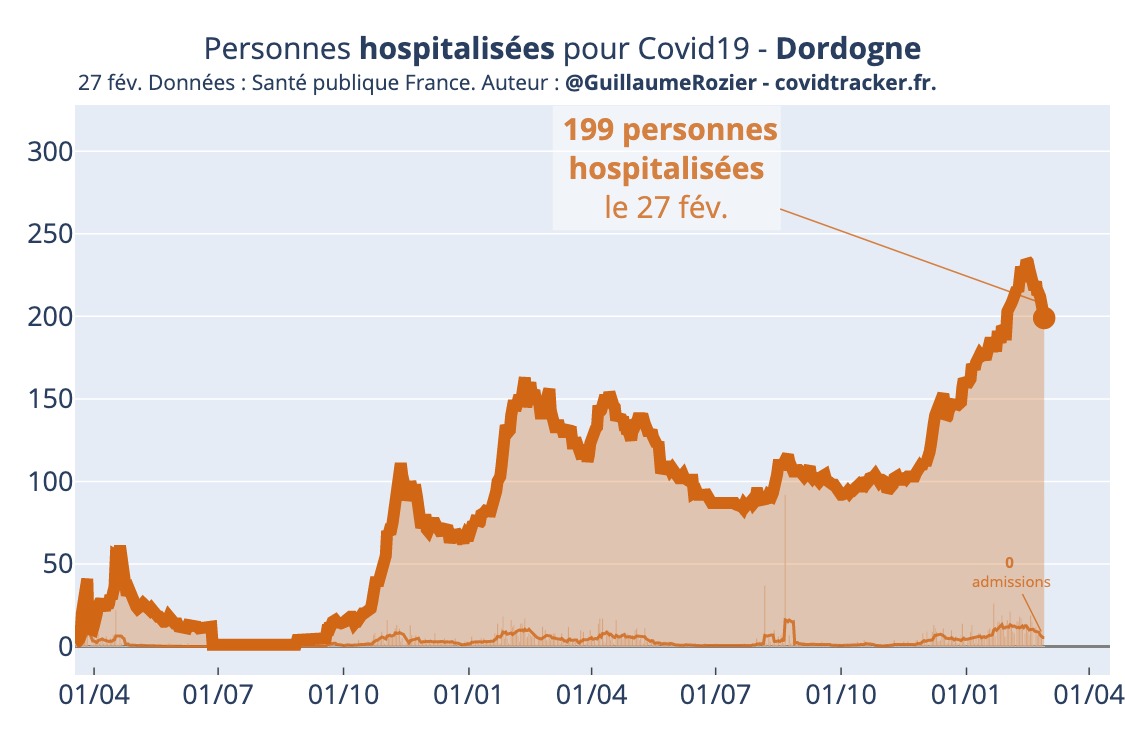 Personnes hospitalisées pour Covid19 - Dordogne
27 fév. Données : Santé publique France. Auteur : @GuillaumeRozier - covidtracker.fr.
199 personnes
hospitalisées
le 27 fév.
300
250
200
150
100
50
0
0
admissions
01/04 01/07 01/10 01/01 01/04 01/07 01/10 01/01 01/04